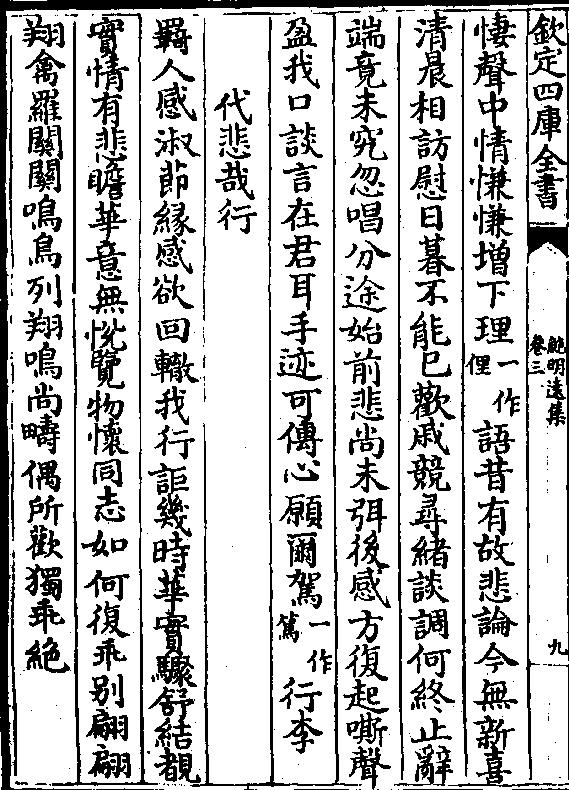 欽定四庫全書
鮑明遠集
卷三
九
悽聲中情慊慊增下理一作俚語昔有故悲論今無新喜
清晨相訪慰日暮不能已歡戚競尋緒談調何終止辭
端竟未究忽唱分途始前悲尚未弭後感方復起嘶聲
盈我口談言在君耳手迹可傳心願爾駕一作篤行李
代悲哉行
羇人感淑節緣感欲回轍我行詎幾時華實驟舒結覩
實情有悲瞻華意無恱覽物懷同志如何復乖别翩翩
翔禽羅關關鳴鳥列翔鳴尚疇偶所歡獨乖絶